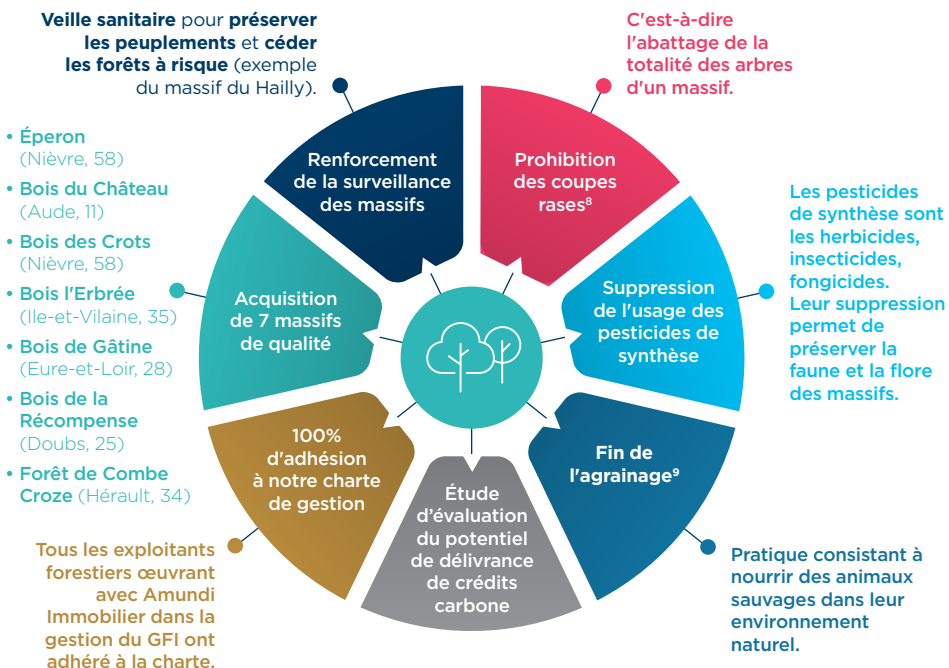 Veille sanitaire pour préserver
les peuplements et céder
les forêts à risque (exemple
du massif du Hailly).
C'est-à-dire
l'abattage de la
totalité des arbres
d'un massif.
Renforcement
de la surveillance
des massifs
Prohibition
des coupes
rases⁸
• Éperon
(Nièvre, 58)
• Bois du Château
(Aude, 11)
• Bois des Crots
(Nièvre, 58)
• Bois l'Erbrée
(Ile-et-Vilaine, 35)
• Bois de Gâtine
(Eure-et-Loir, 28)
• Bois de la
Récompense
(Doubs, 25)
• Forêt de Combe
Croze (Hérault, 34)
Acquisition
de 7 massifs
de qualité
Suppression
de l'usage des
pesticides de
synthèse
Les pesticides
de synthèse sont
les herbicides,
insecticides,
fongicides.
Leur suppression
permet de
préserver la
faune et la flore
des massifs.
100%
d'adhésion
à notre charte
de gestion
Étude
d'évaluation
du potentiel
de délivrance
de crédits
carbone
Fin de
l'agrainage⁹
Tous les exploitants
forestiers œuvrant
avec Amundi
Immobilier dans la
gestion du GFI ont
adhéré à la charte.
Pratique consistant à
nourrir des animaux
sauvages dans leur
environnement
naturel.